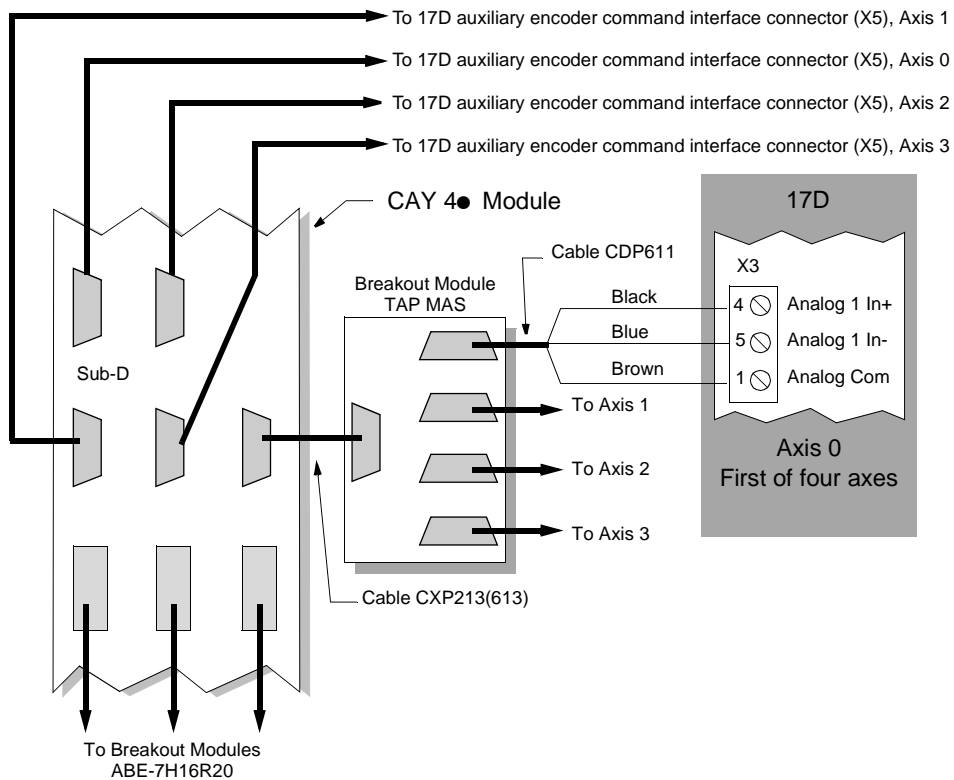 To 17D auxiliary encoder command interface connector (X5), Axis 1
To 17D auxiliary encoder command interface connector (X5), Axis 0
To 17D auxiliary encoder command interface connector (X5), Axis 2
To 17D auxiliary encoder command interface connector (X5), Axis 3
CAY 4● Module
17D
Cable CDP611
X3
Breakout Module
TAP MAS
Black
4
Analog 1 In+
Blue
5
Analog 1 In-
Sub-D
Brown
1
Analog Com
To Axis 1
Axis 0
First of four axes
To Axis 2
To Axis 3
Cable CXP213(613)
To Breakout Modules
ABE-7H16R20